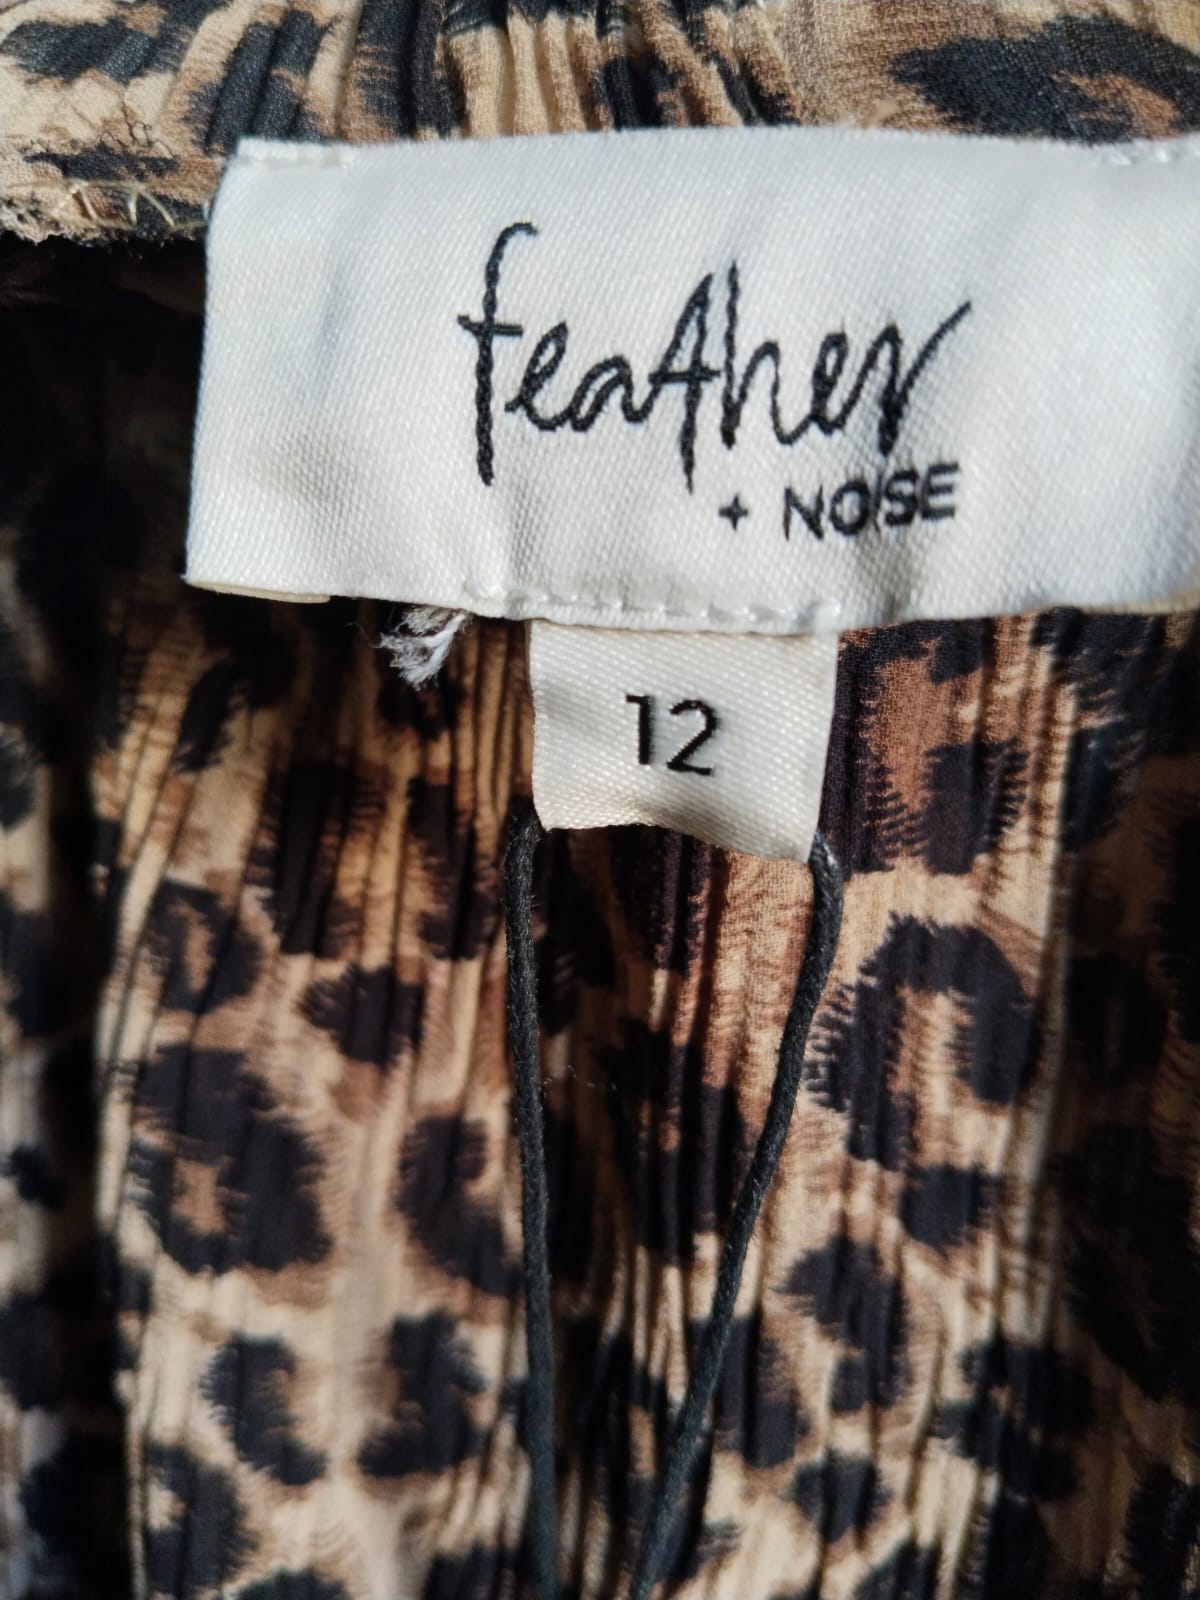 feather
+ NOISE
12